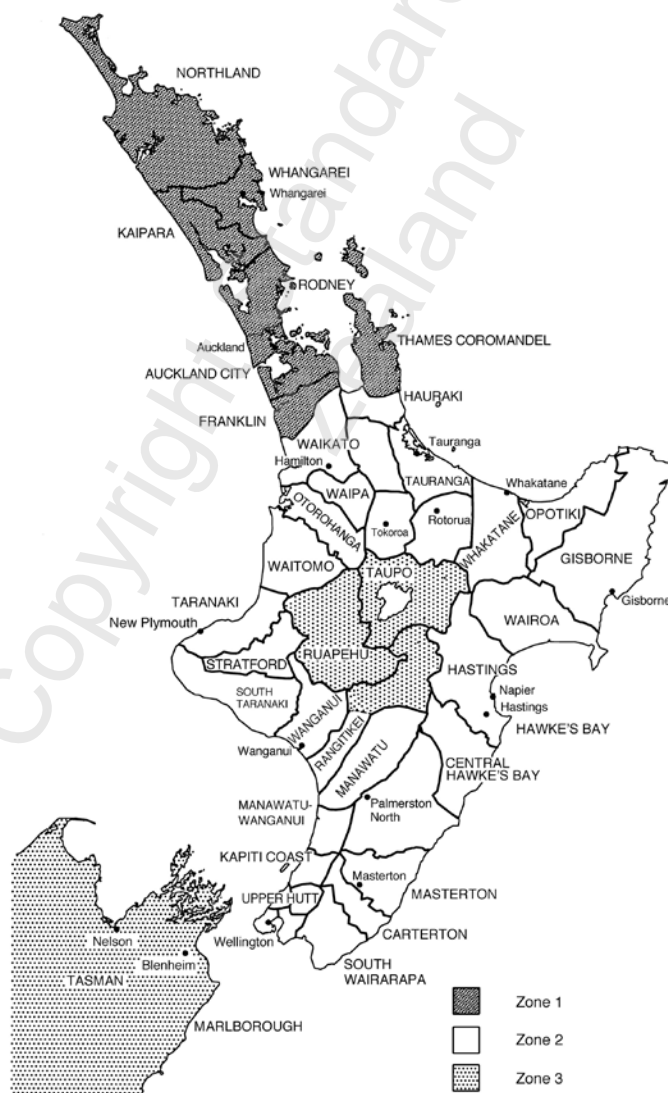 NORTHLAND
WHANGAREI
Whangarei
KAIPARA
RODNEY
Auckland
THAMES COROMANDEL
AUCKLAND CITY
HAURAKI
FRANKLIN
WAIKATO
Tauranga
Hamilton
TAURANGA
Whakatane
WAIPA
OTOROHANGA
Tokoroa
Rotorua
WHAKATANE
OPOTIKI
GISBORNE
WAITOMO
TAUPO
Gisborne
TARANAKI
WAIROA
New Plymouth
STRATFORD
RUAPEHU
HASTINGS
SOUTH
TARANAKI
Napier
WANGANUI
Hastings
HAWKE'S BAY
RANGITIKEI
Wanganui
MANAWATU
CENTRAL
HAWKE'S BAY
MANAWATU-
WANGANUI
Palmerston
North
KAPITI COAST
Masterton
MASTERTON
UPPER HUTT
Wellington
CARTERTON
Nelson
Blenheim
SOUTH
WAIRARAPA
TASMAN
MARLBOROUGH
Zone 1
Zone 2
Zone 3
Copyright Standard
Zealand